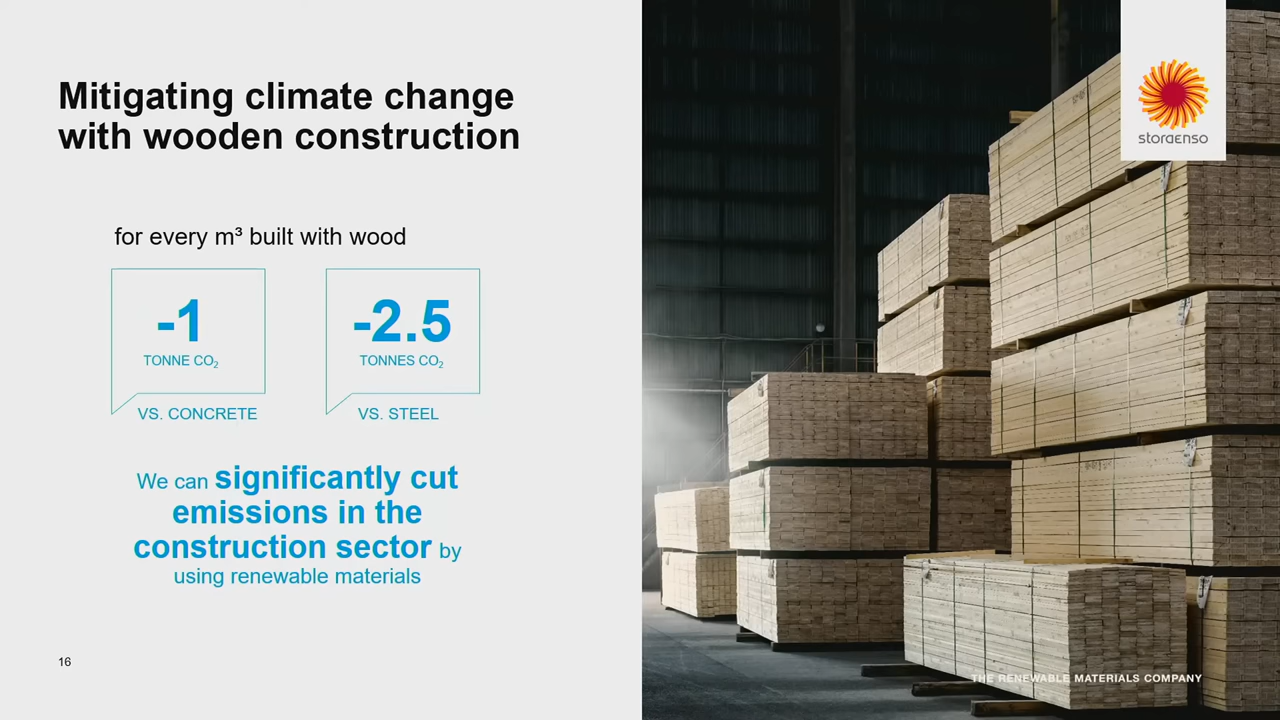 Mitigating climate change
with wooden construction
for every m³ built with wood
-1
TONNE CO₂
VS. CONCRETE
-2.5
TONNES CO₂
VS. STEEL
We can significantly cut
emissions in the
construction sector by
using renewable materials
16
storaenso
THE RENEWABLE MATERIALS COMPANY